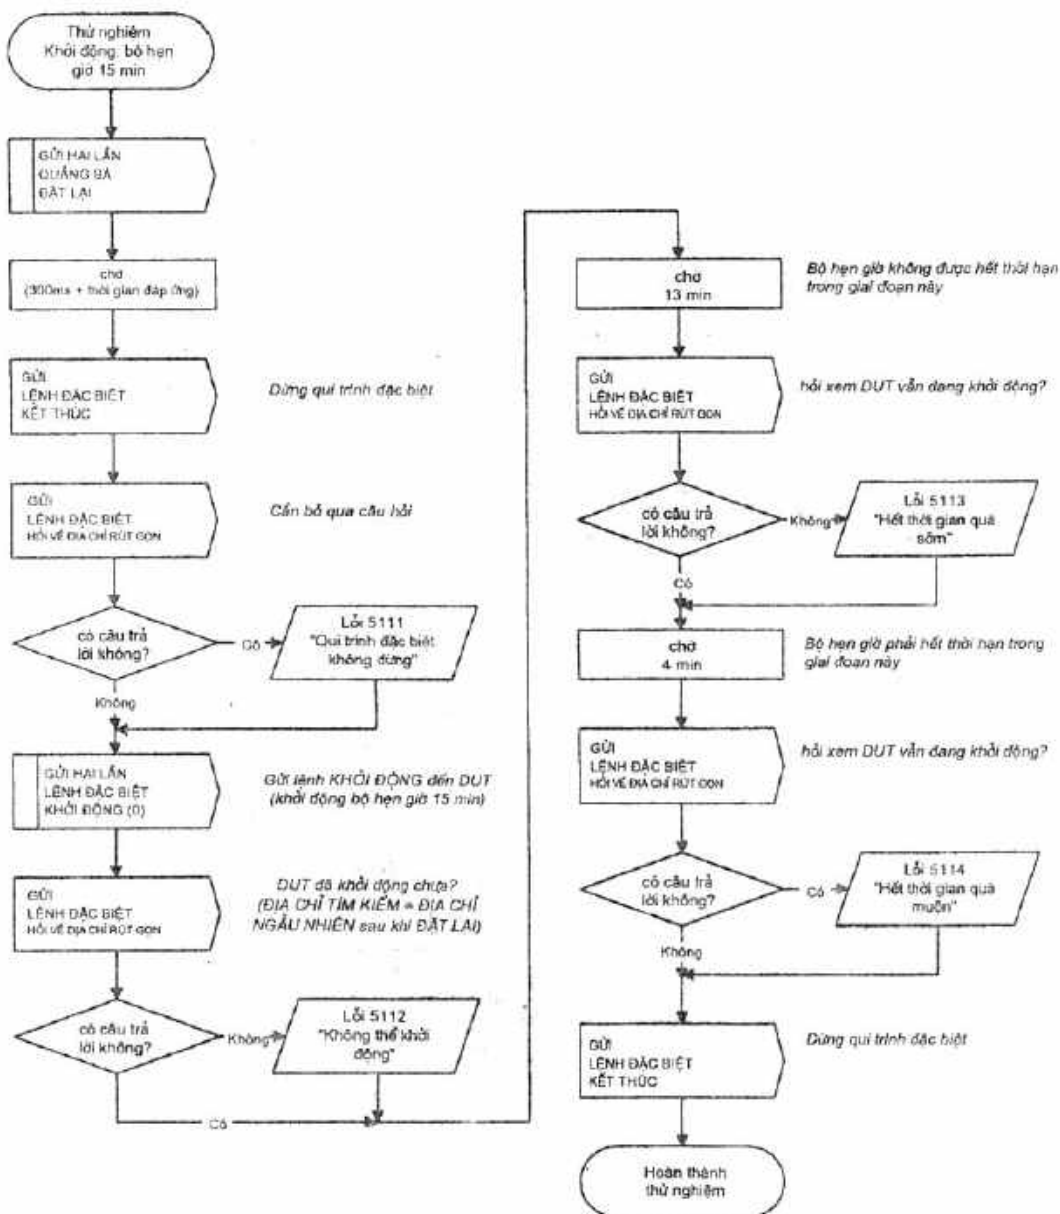 Thử nghiệm
Khởi động: bộ hẹn
giờ 15 min
GỬI HAI LẦN
QUẢNG BÁ
ĐẶT LẠI
chờ
(300ms + thời gian đáp ứng)
GỬI
LỆNH ĐẶC BIỆT
KẾT THÚC
Dừng qui trình đặc biệt
GỬI
LỆNH ĐẶC BIỆT
HỎI VỀ ĐỊA CHỈ RÚT GỌN
Cần bỏ qua câu hỏi
có câu trả
lời không?
Có
Lỗi 5111
"Qui trình đặc biệt
không dừng"
Không
GỬI HAI LẦN
LỆNH ĐẶC BIỆT
KHỞI ĐỘNG (0)
Gửi lệnh KHỞI ĐỘNG đến DUT
(khởi động bộ hẹn giờ 15 min)
GỬI
LỆNH ĐẶC BIỆT
HỎI VỀ ĐỊA CHỈ RÚT GỌN
DUT đã khởi động chưa?
(ĐỊA CHỈ TÌM KIẾM = ĐỊA CHỈ
NGẪU NHIÊN sau khi ĐẶT LẠI)
có câu trả
lời không?
Không
Lỗi 5112
"Không thể khởi
động"
Có
chờ
13 min
Bộ hẹn giờ không được hết thời hạn
trong giai đoạn này
GỬI
LỆNH ĐẶC BIỆT
HỎI VỀ ĐỊA CHỈ RÚT GỌN
hỏi xem DUT vẫn đang khởi động?
có câu trả
lời không?
Không
Lỗi 5113
"Hết thời gian quá
sớm"
Có
chờ
4 min
Bộ hẹn giờ phải hết thời hạn trong
giai đoạn này
GỬI
LỆNH ĐẶC BIỆT
HỎI VỀ ĐỊA CHỈ RÚT GỌN
hỏi xem DUT vẫn đang khởi động?
có câu trả
lời không?
Có
Lỗi 5114
"Hết thời gian quá
muộn"
Không
GỬI
LỆNH ĐẶC BIỆT
KẾT THÚC
Dừng qui trình đặc biệt
Hoàn thành
thử nghiệm